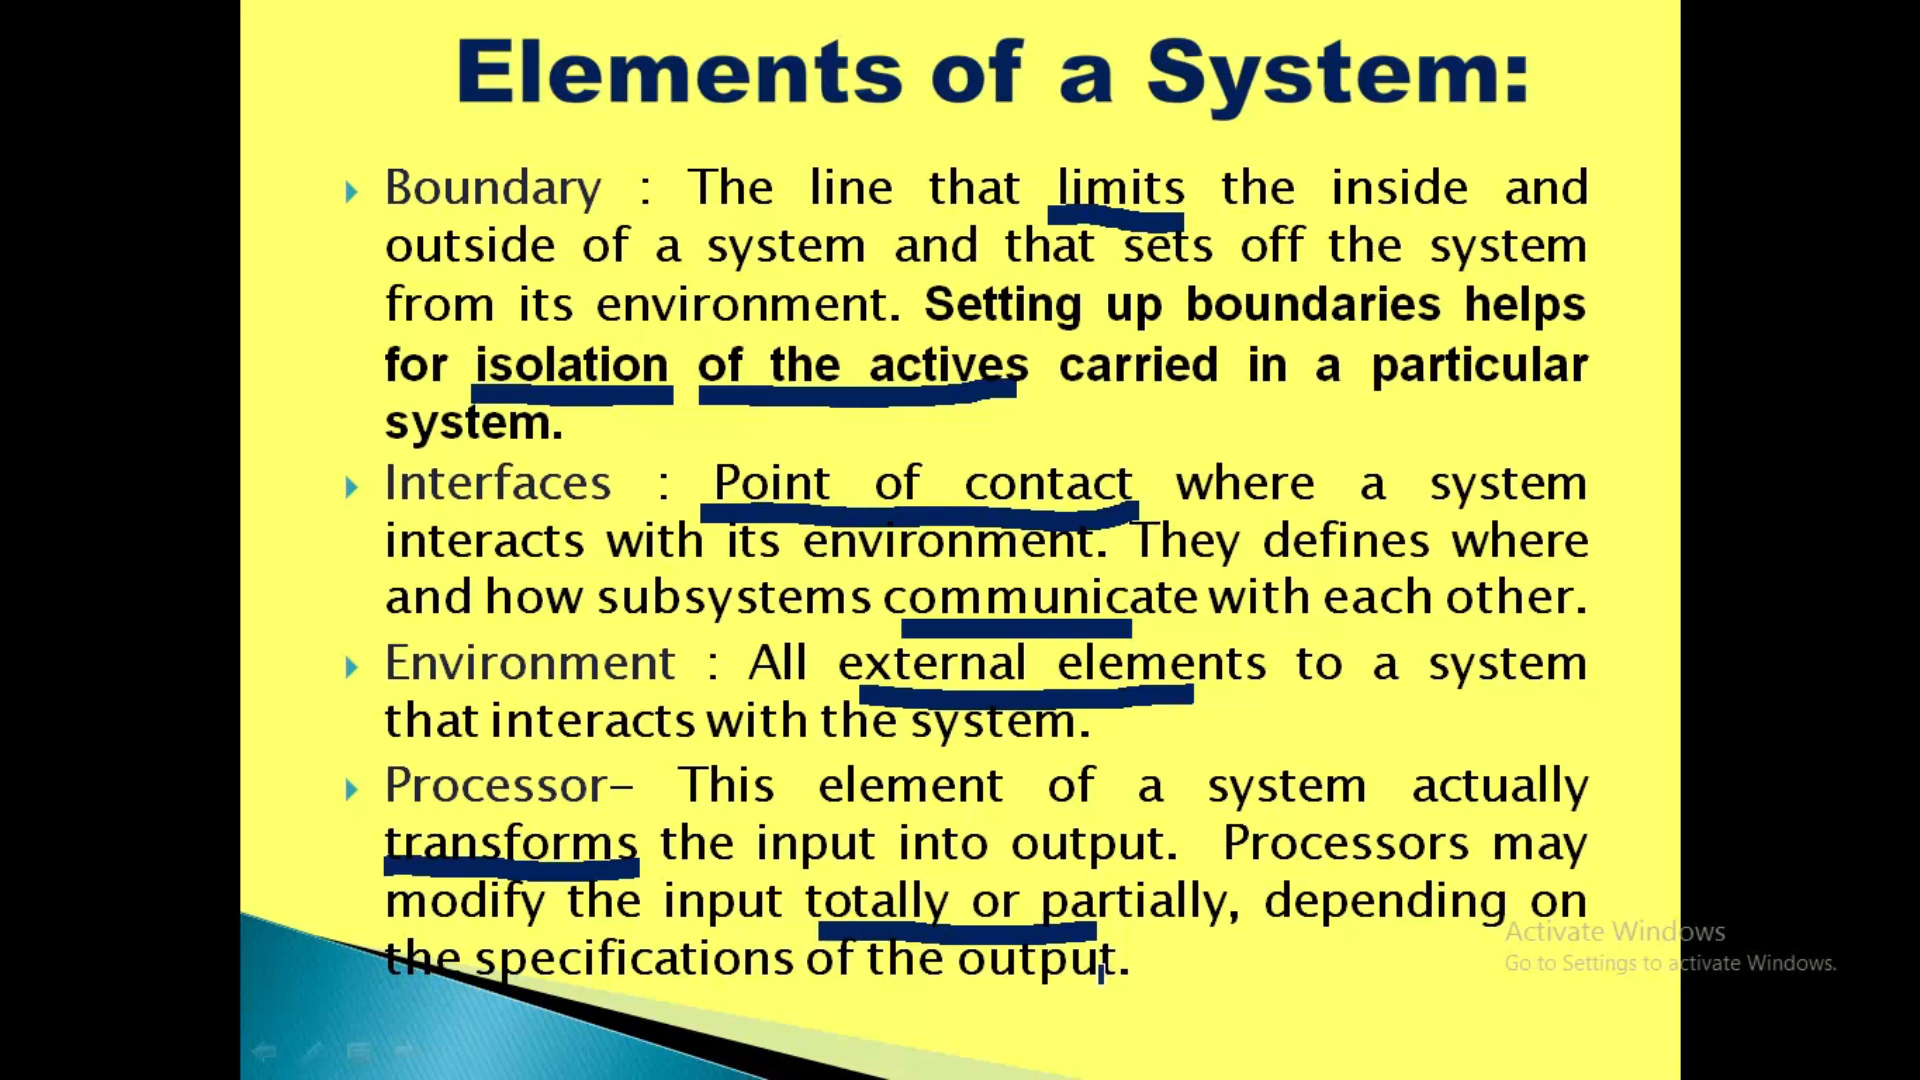 Elements of a System:
Boundary : The line that limits the inside and
outside of a system and that sets off the system
from its environment. Setting up boundaries helps
for isolation of the actives carried in a particular
system.
Interfaces : Point of contact where a system
interacts with its environment. They defines where
and how subsystems communicate with each other.
Environment : All external elements to a system
that interacts with the system.
Processor- This element of a system actually
transforms the input into output. Processors may
modify the input totally or partially, depending on
the specifications of the output.
Activate Windows
Go to Settings to activate Windows.